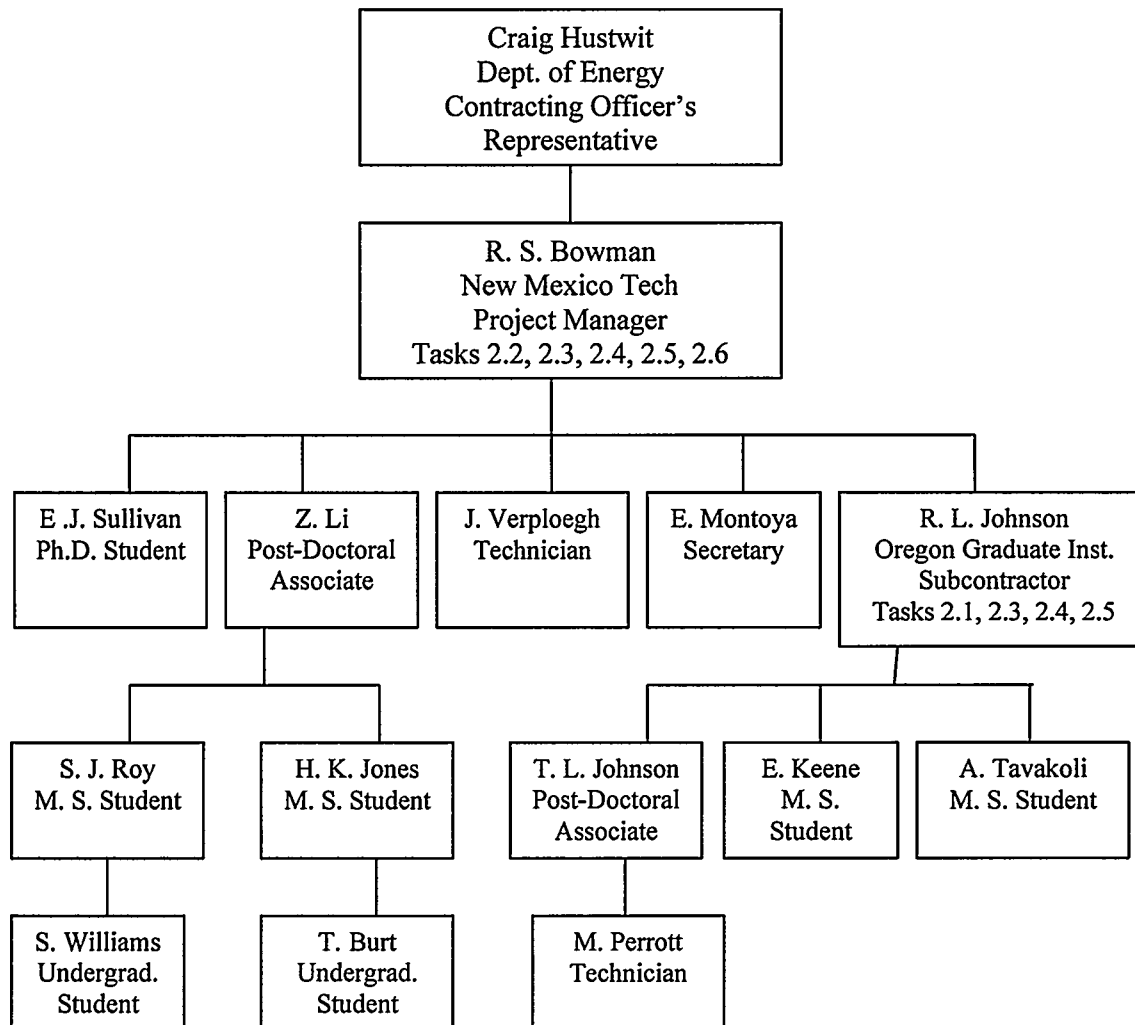 Craig Hustwit
Dept. of Energy
Contracting Officer's
Representative
R. S. Bowman
New Mexico Tech
Project Manager
Tasks 2.2, 2.3, 2.4, 2.5, 2.6
E .J. Sullivan
Ph.D. Student
Z. Li
Post-Doctoral
Associate
J. Verploegh
Technician
E. Montoya
Secretary
R. L. Johnson
Oregon Graduate Inst.
Subcontractor
Tasks 2.1, 2.3, 2.4, 2.5
S. J. Roy
M. S. Student
H. K. Jones
M. S. Student
T. L. Johnson
Post-Doctoral
Associate
E. Keene
M. S.
Student
A. Tavakoli
M. S. Student
S. Williams
Undergrad.
Student
T. Burt
Undergrad.
Student
M. Perrott
Technician